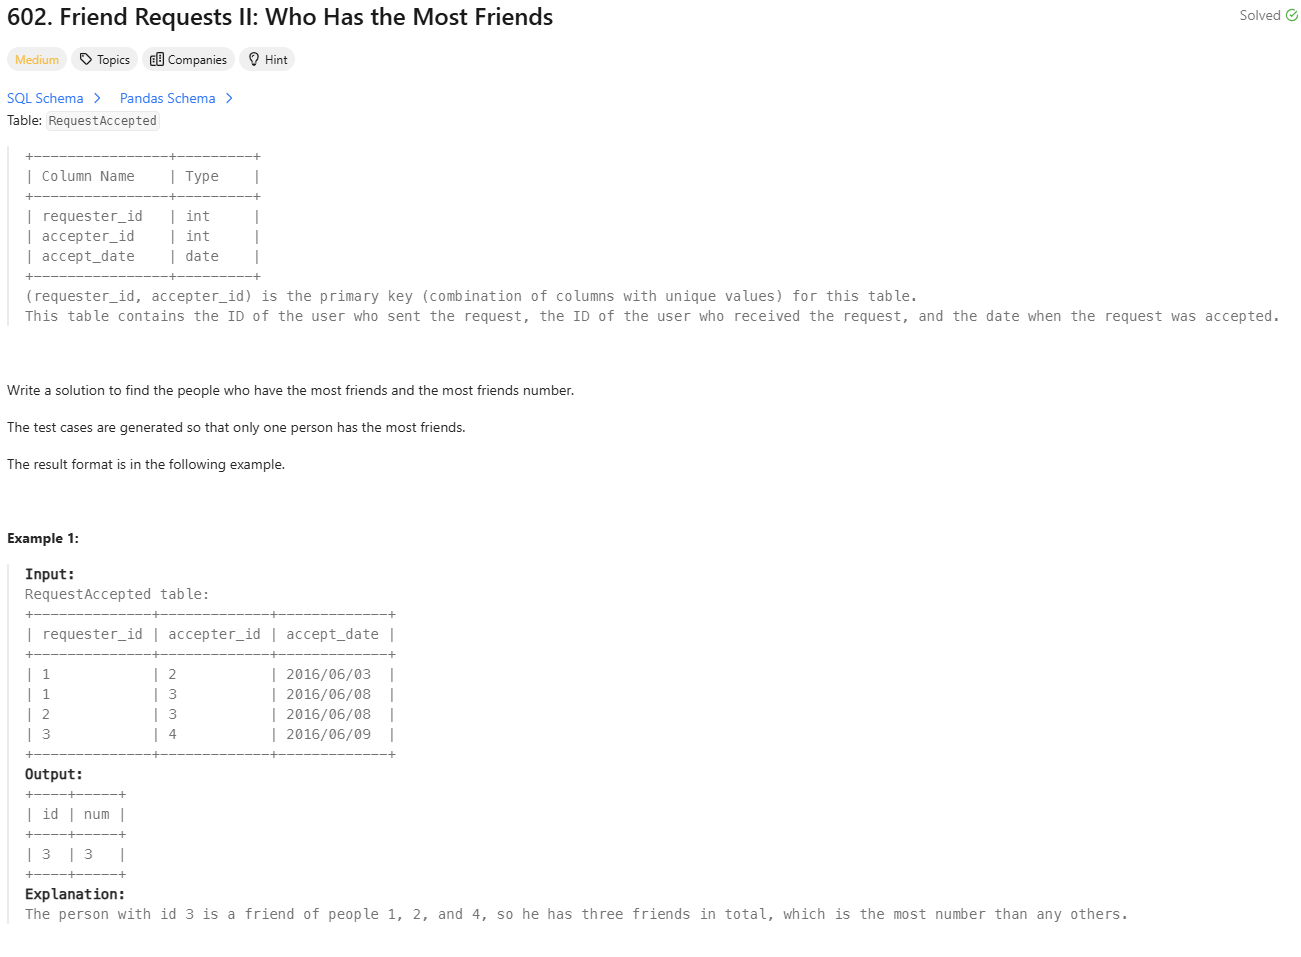 602. Friend Requests II: Who Has the Most Friends
Solved
Medium Topics Companies Hint
SQL Schema > Pandas Schema >
Table: RequestAccepted
+----------------+---------+
| Column Name    | Type    |
+----------------+---------+
| requester_id   | int     |
| accepter_id    | int     |
| accept_date    | date    |
+----------------+---------+
(requester_id, accepter_id) is the primary key (combination of columns with unique values) for this table.
This table contains the ID of the user who sent the request, the ID of the user who received the request, and the date when the request was accepted.
Write a solution to find the people who have the most friends and the most friends number.
The test cases are generated so that only one person has the most friends.
The result format is in the following example.
Example 1:
Input:
RequestAccepted table:
+--------------+-------------+-------------+
| requester_id | accepter_id | accept_date |
+--------------+-------------+-------------+
| 1            | 2           | 2016/06/03  |
| 1            | 3           | 2016/06/08  |
| 2            | 3           | 2016/06/08  |
| 3            | 4           | 2016/06/09  |
+--------------+-------------+-------------+
Output:
+----+-----+
| id | num |
+----+-----+
| 3  | 3   |
+----+-----+
Explanation:
The person with id 3 is a friend of people 1, 2, and 4, so he has three friends in total, which is the most number than any others.